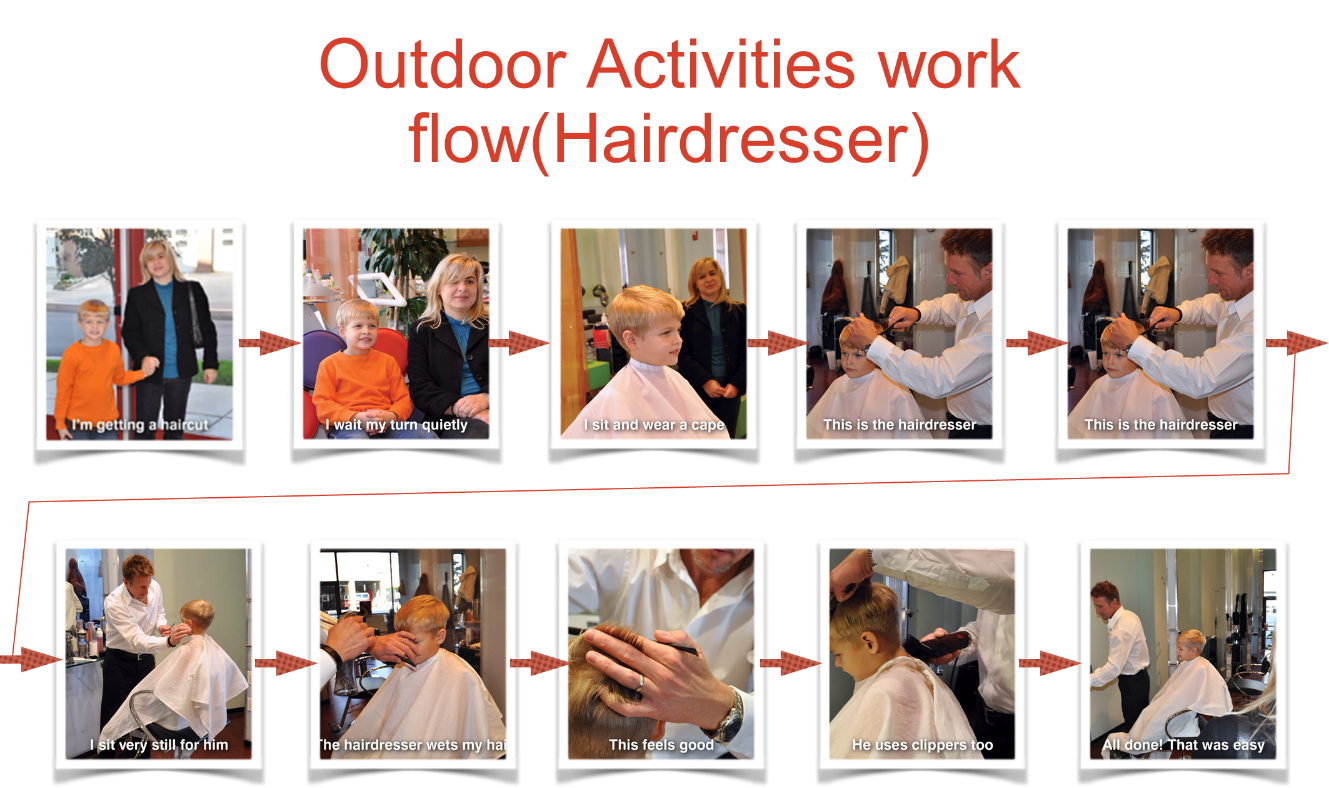 Outdoor Activities work
flow(Hairdresser)
I'm getting a haircut
I wait my turn quietly
I sit and wear a cape
This is the hairdresser
This is the hairdresser
I sit very still for him
The hairdresser wets my hai
This feels good
He uses clippers too
All done! That was easy